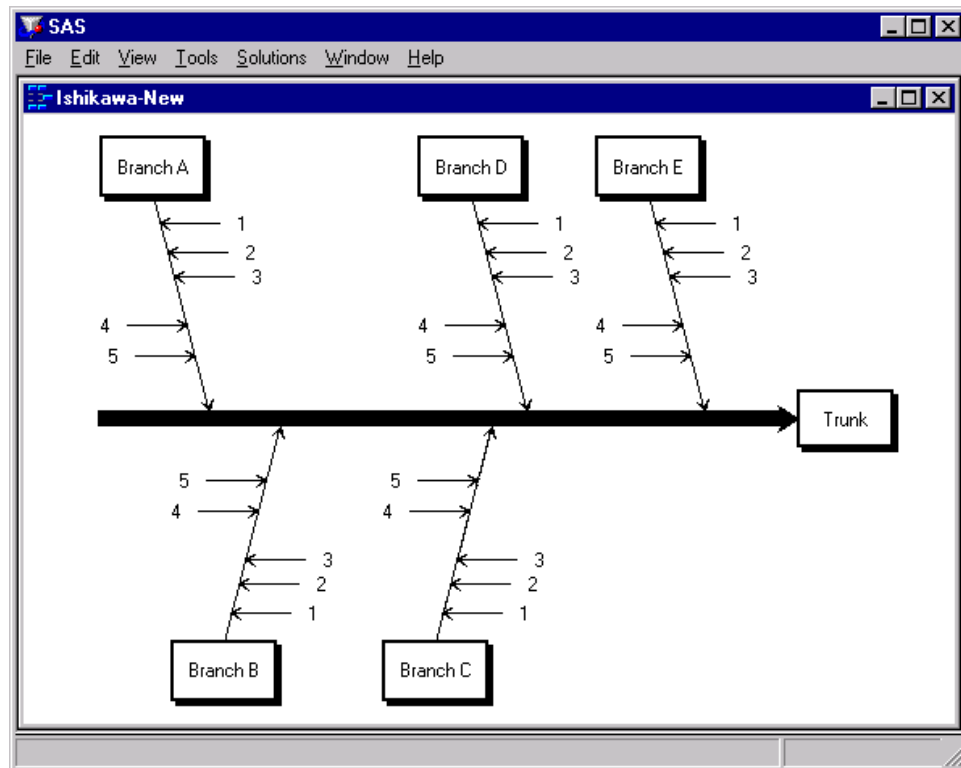 SAS
File Edit View Tools Solutions Window Help
Ishikawa-New
Branch A Branch D Branch E
1 1 1
2 2 2
3 3 3
4 4 4
5 5 5
Trunk
5 5
4 4
3 3
2 2
1 1
Branch B Branch C